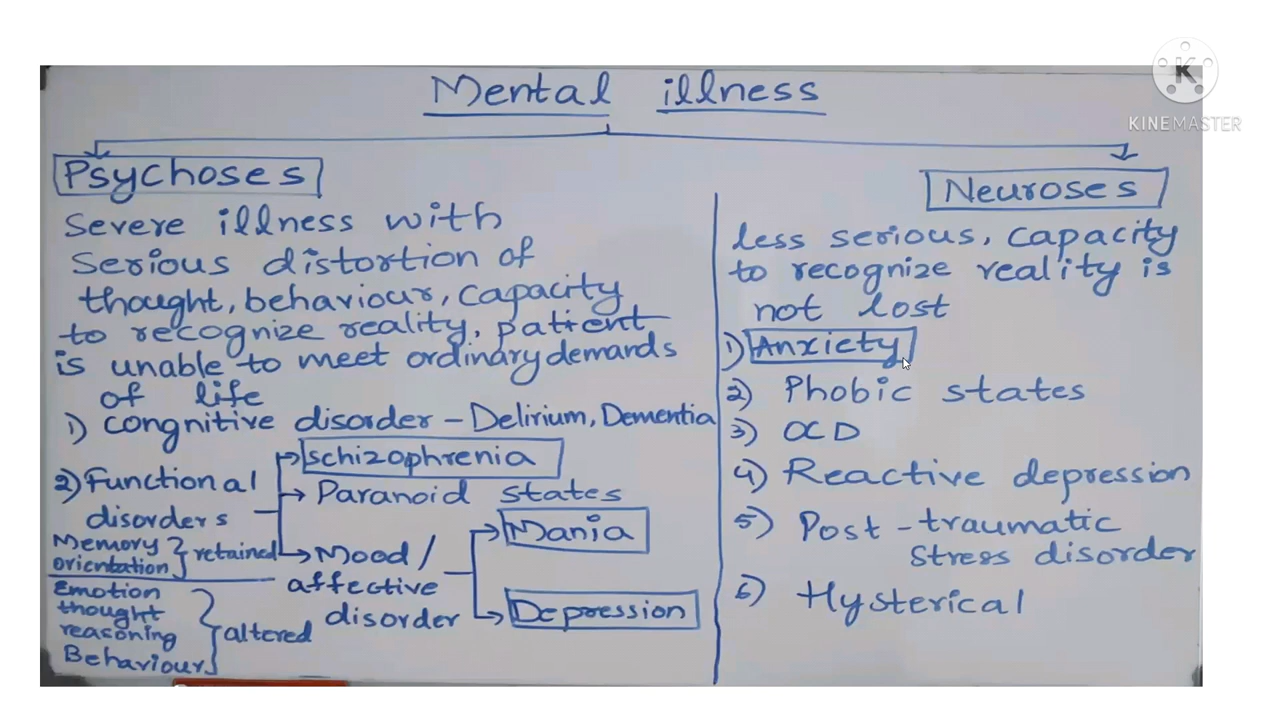 Mental illness
KINEMASTER
Psychoses
Severe illness with
Serious distortion of
thought, behaviour, capacity
to recognize reality, patient
is unable to meet ordinary demands
of life
1) Congnitive disorder - Delirium, Dementia
2) Functional
disorders
Schizophrenia
Paranoid states
Mood/
affective
disorder
Mania
Depression
Memory
orientation
retained
Emotion
thought
reasoning
Behaviour
altered
Neuroses
less serious, capacity
to recognize reality is
not lost
1) Anxiety
2) Phobic states
3) OCD
4) Reactive depression
5) Post-traumatic
stress disorder
6) Hysterical